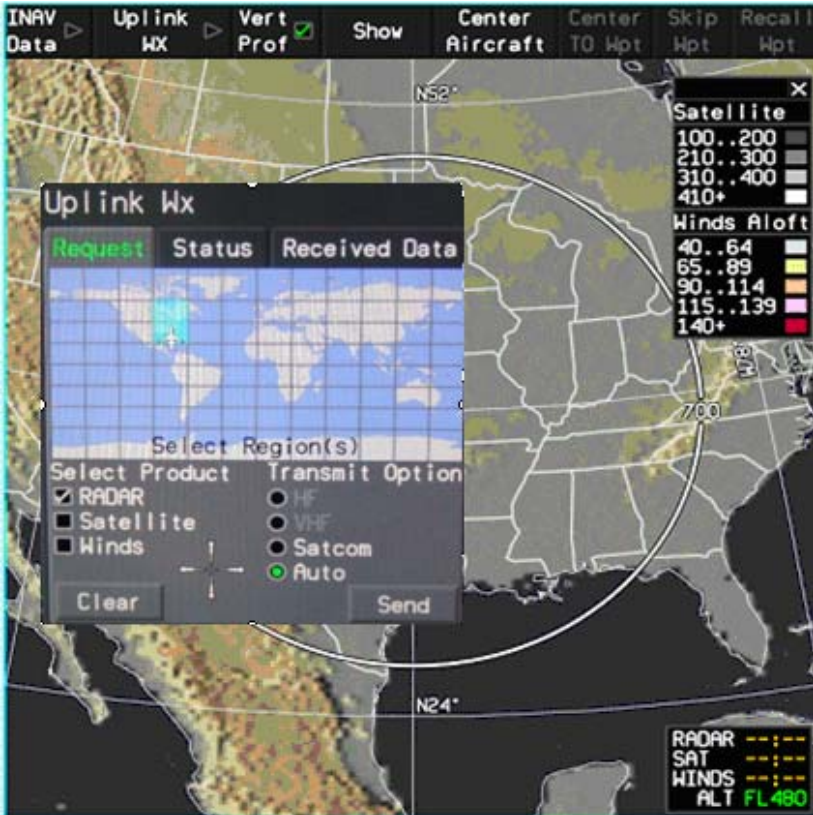 INAV
Data
Uplink
WX
Vert
Prof
Show
Center
Aircraft
Center
TO Wpt
Skip
Wpt
Recall
Wpt
N52°
Satellite
100..200
210..300
310..400
410+
Winds Aloft
40..64
65..89
90..114
115..139
140+
Uplink Wx
Request Status Received Data
Select Region(s)
Select Product Transmit Option
RADAR HF
Satellite VHF
Winds Satcom
Auto
Clear Send
700
N24°
RADAR --:--
SAT
WINDS --:--
ALT FL480